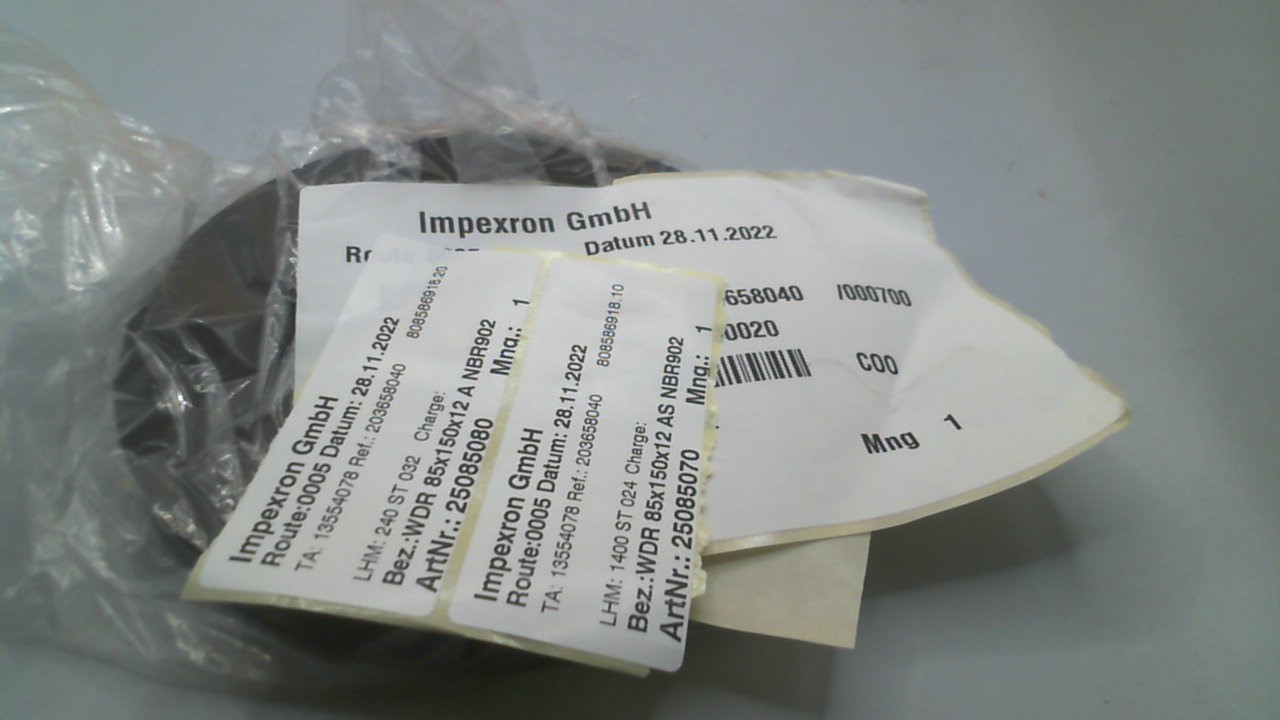 Impexron GmbH
Datum 28.11.2022
658040 /000700
0020
C00
Mng 1
Impexron GmbH
Route:0005 Datum: 28.11.2022
TA: 13554078 Ref.: 203658040 808586918.20
LHM: 240 ST 032 Charge:
Bez.:WDR 85x150x12 A NBR902
ArtNr.: 25085080 Mng.: 1
Impexron GmbH
Route:0005 Datum: 28.11.2022
TA: 13554078 Ref.: 203658040 808586918.10
LHM: 1400 ST 024 Charge:
Bez.:WDR 85x150x12 AS NBR902
ArtNr.: 25085070 Mng.: 1